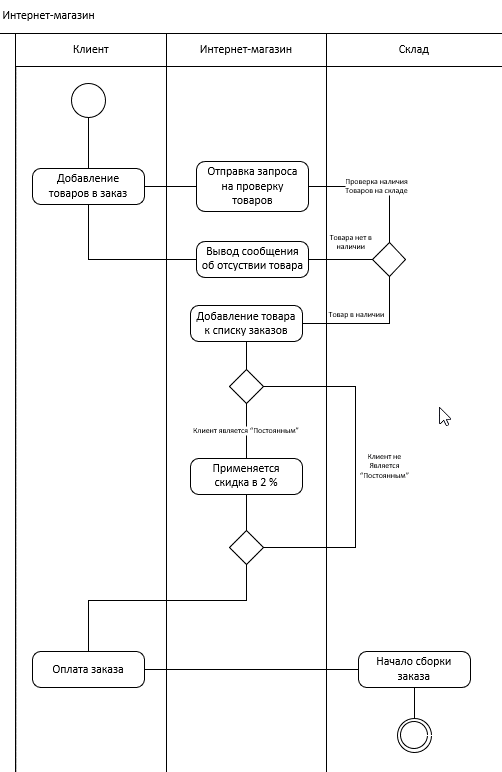 Интернет-магазин
Клиент
Интернет-магазин
Склад
Добавление
товаров в заказ
Отправка запроса
на проверку
товаров
Проверка наличия
Товаров на складе
Вывод сообщения
об отсуствии товара
Товара нет в
наличии
Добавление товара
к списку заказов
Товар в наличии
Клиент является "Постоянным"
Клиент не
Является
"Постоянным"
Применяется
скидка в 2 %
Оплата заказа
Начало сборки
заказа